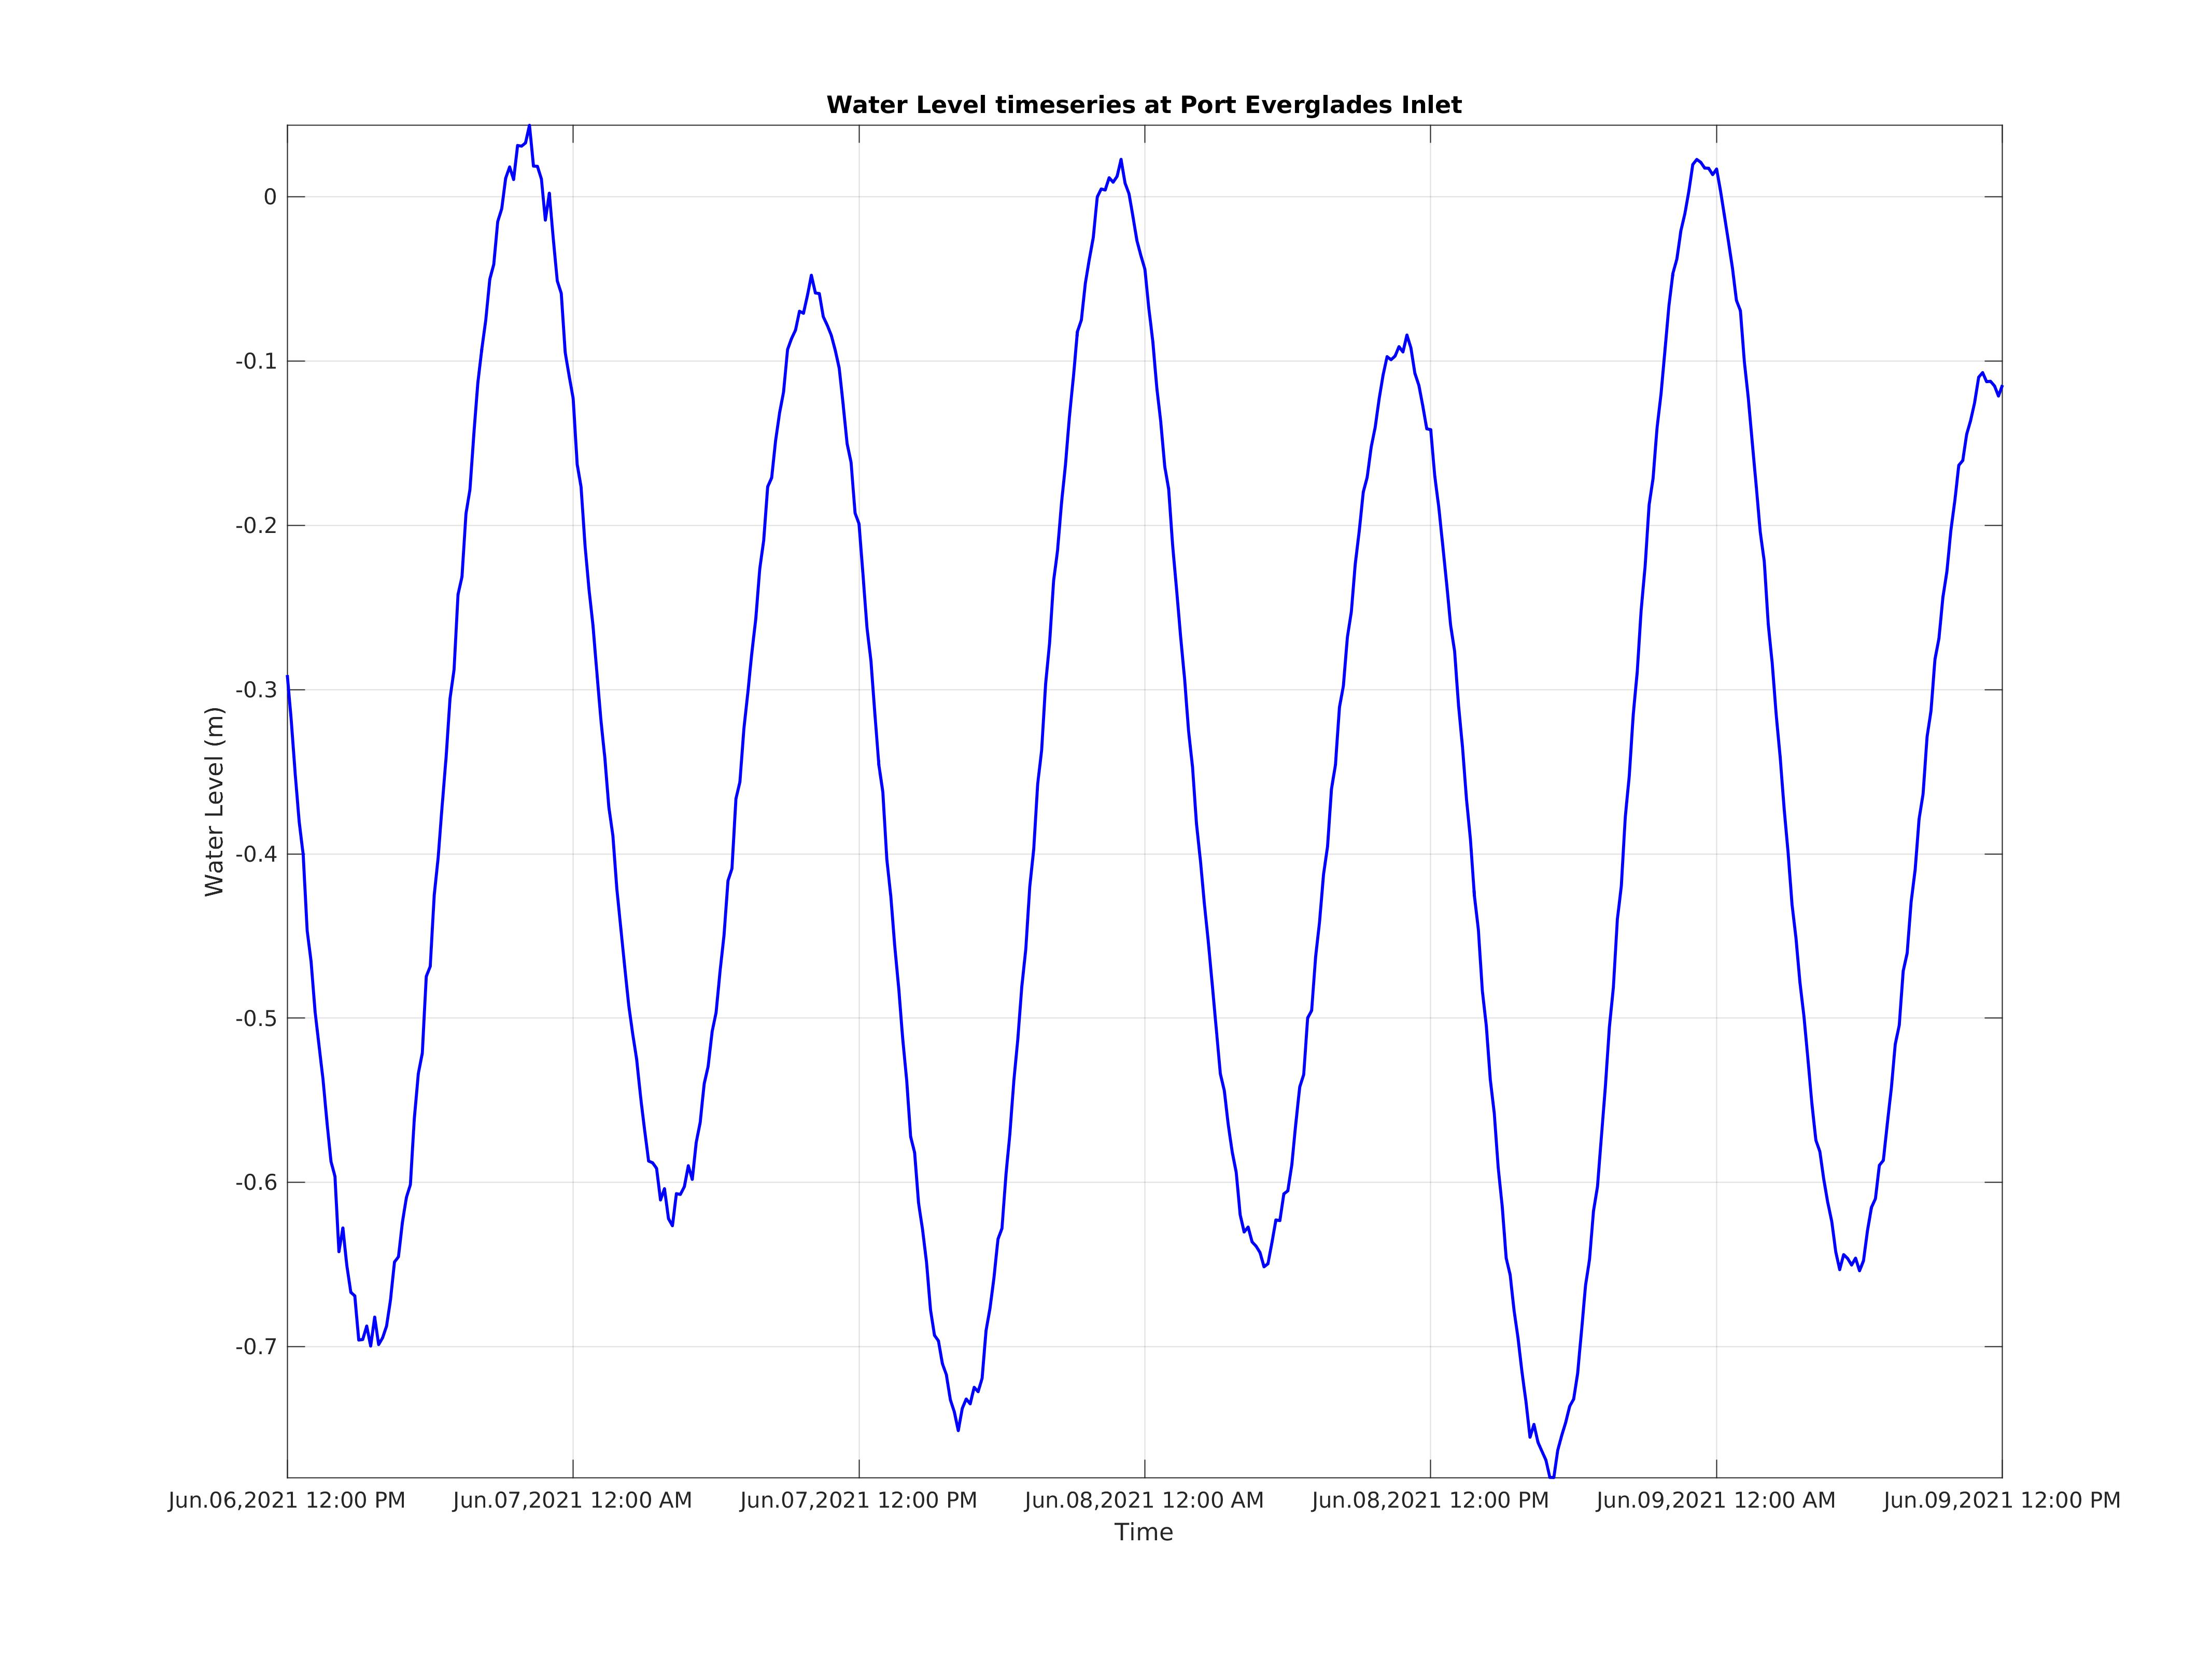 Water Level timeseries at Port Everglades Inlet
0
-0.1
-0.2
-0.3
-0.4
-0.5
-0.6
-0.7
Water Level (m)
Jun.06,2021 12:00 PM Jun.07,2021 12:00 AM Jun.07,2021 12:00 PM Jun.08,2021 12:00 AM Jun.08,2021 12:00 PM Jun.09,2021 12:00 AM Jun.09,2021 12:00 PM
Time